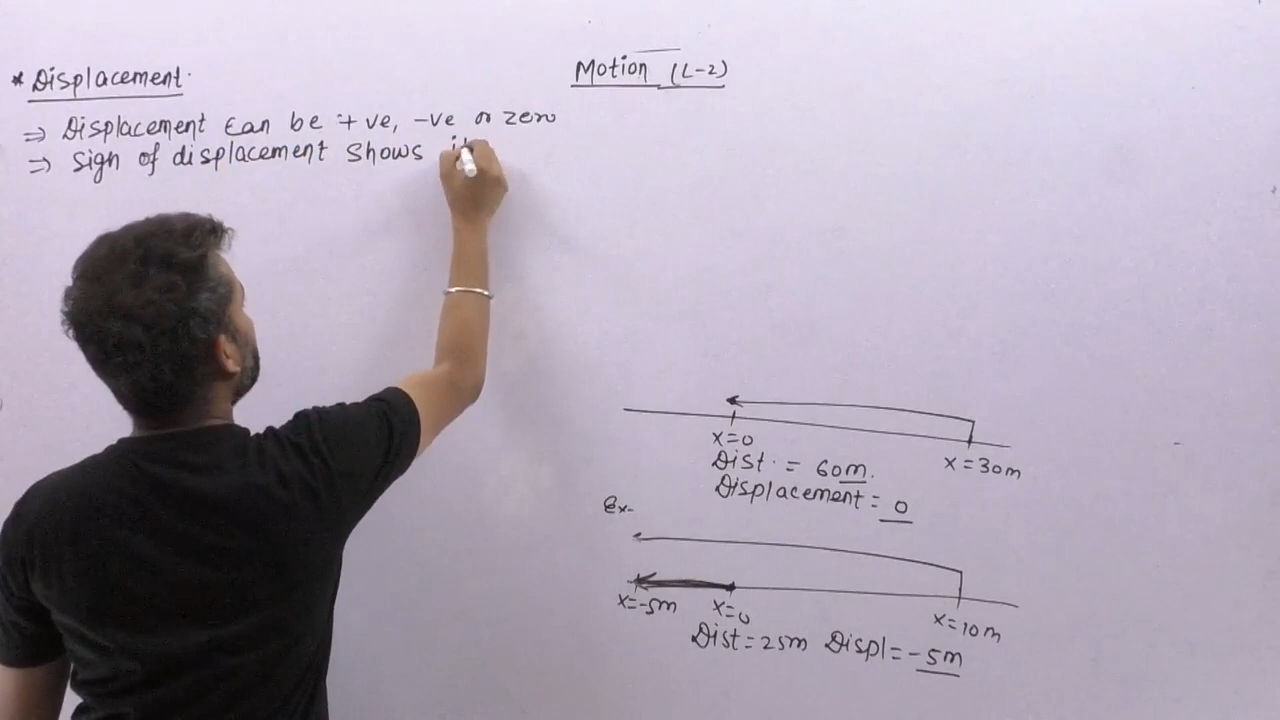 Motion (L-2)
* Displacement.
⇒ Displacement can be +ve, -ve or zero
⇒ Sign of displacement shows
x=0
x=30m
Dist. = 60m.
Displacement = 0
Ex-
x=-5m x=0 x=10m
Dist=25m Displ=-5m